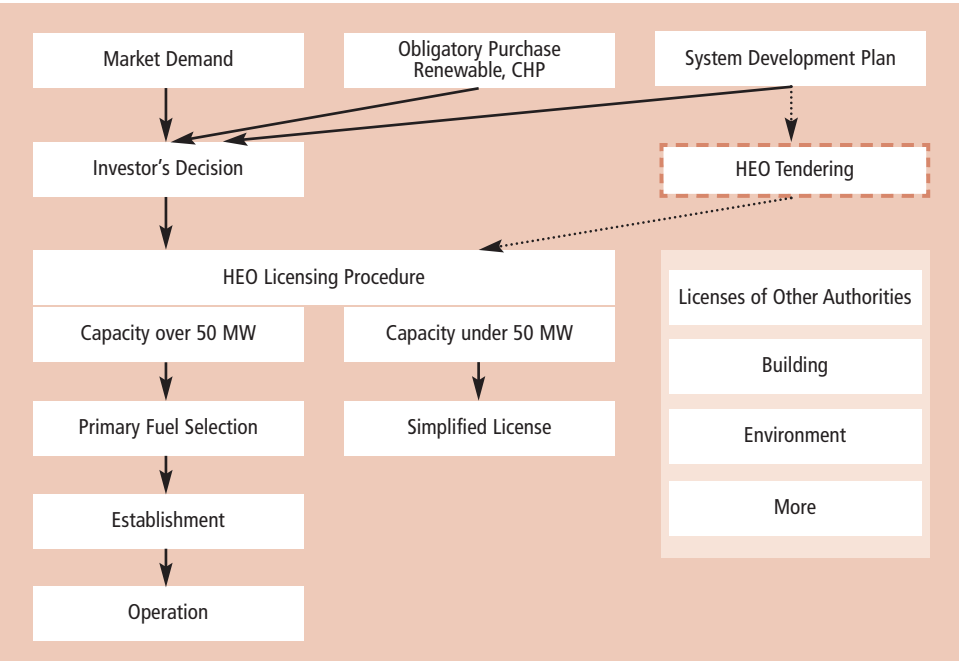 Market Demand
Obligatory Purchase
Renewable, CHP
System Development Plan
Investor's Decision
HEO Tendering
HEO Licensing Procedure
Capacity over 50 MW
Capacity under 50 MW
Primary Fuel Selection
Simplified License
Establishment
Operation
Licenses of Other Authorities
Building
Environment
More